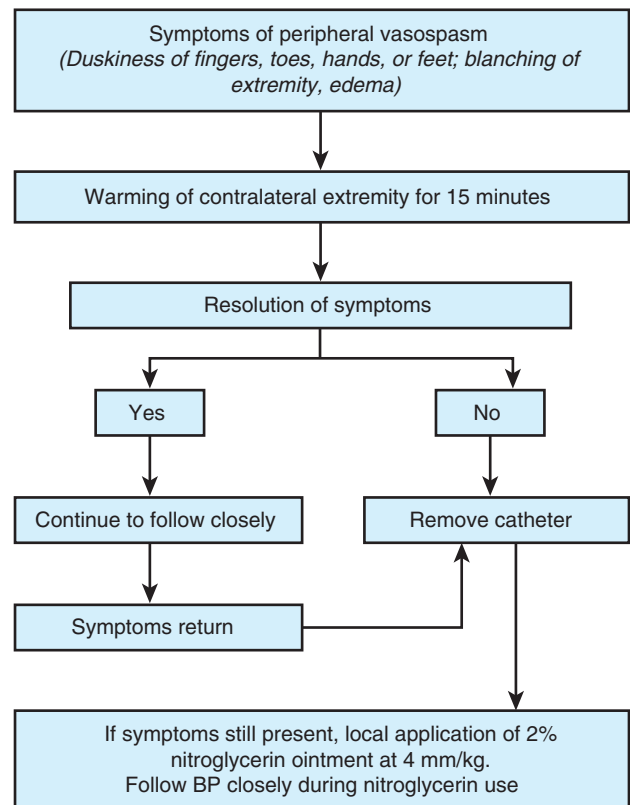 Symptoms of peripheral vasospasm
(Duskiness of fingers, toes, hands, or feet; blanching of
extremity, edema)
Warming of contralateral extremity for 15 minutes
Resolution of symptoms
Yes
No
Continue to follow closely
Remove catheter
Symptoms return
If symptoms still present, local application of 2%
nitroglycerin ointment at 4 mm/kg.
Follow BP closely during nitroglycerin use